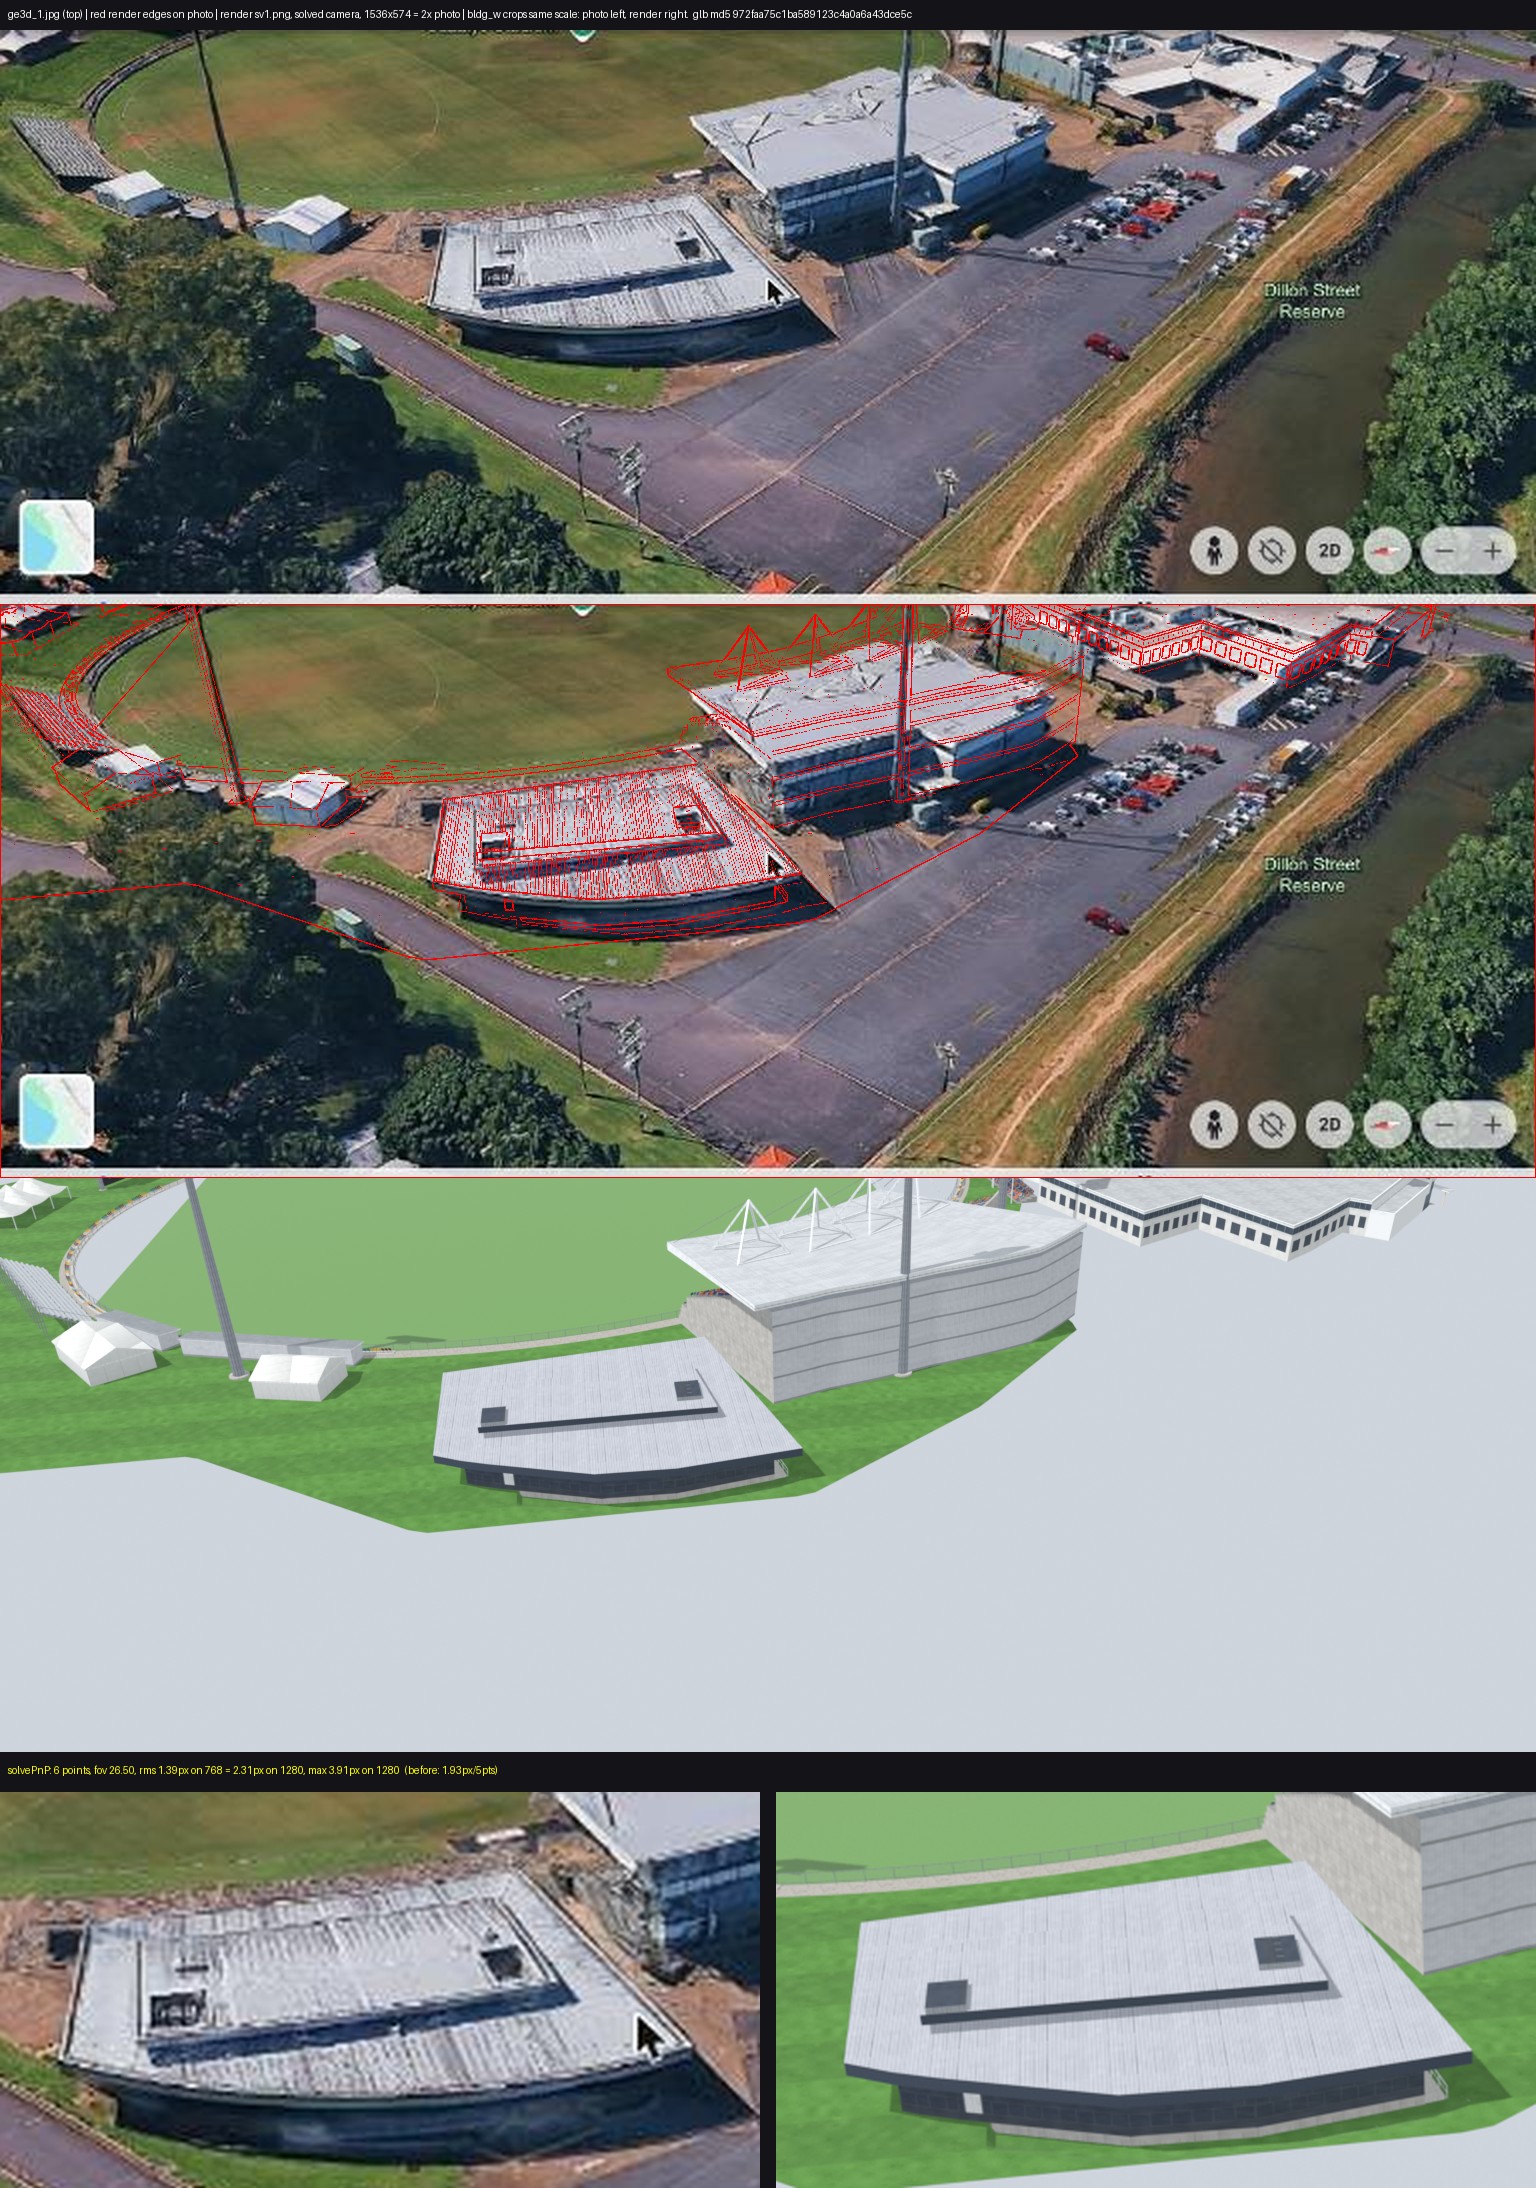 ge3d_1.jpg (top) | red render edges on photo | render sv1.png, solved camera, 1536x574 = 2x photo | bldg_w crops same scale: photo left, render right.  glb md5 972faa75c1ba589123c4a0a6a43dce5c
Dillon Street
Reserve
2D
Dillon Street
Reserve
2D
solvePnP: 6 points, fov 26.50, rms 1.39px on 768 = 2.31px on 1280, max 3.91px on 1280  (before: 1.93px/5pts)